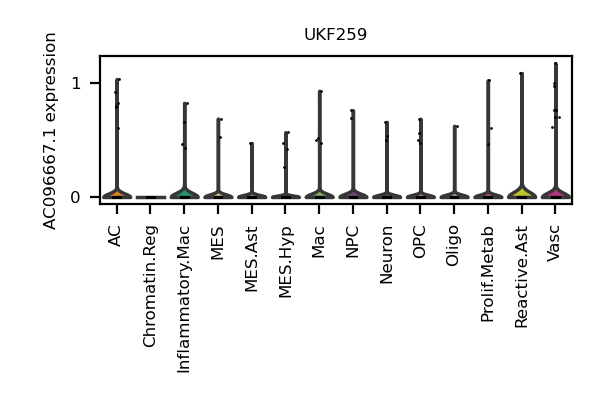 UKF259
AC096667.1 expression
1
0
AC
Chromatin.Reg
Inflammatory.Mac
MES
MES.Ast
MES.Hyp
Mac
NPC
Neuron
OPC
Oligo
Prolif.Metab
Reactive.Ast
Vasc